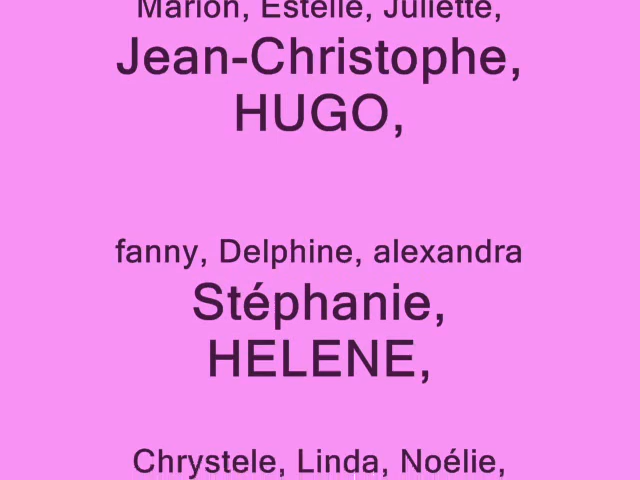 Marion, Estelle, Juliette,
Jean-Christophe,
HUGO,
fanny, Delphine, alexandra
Stéphanie,
HELENE,
Chrystele, Linda, Noélie,